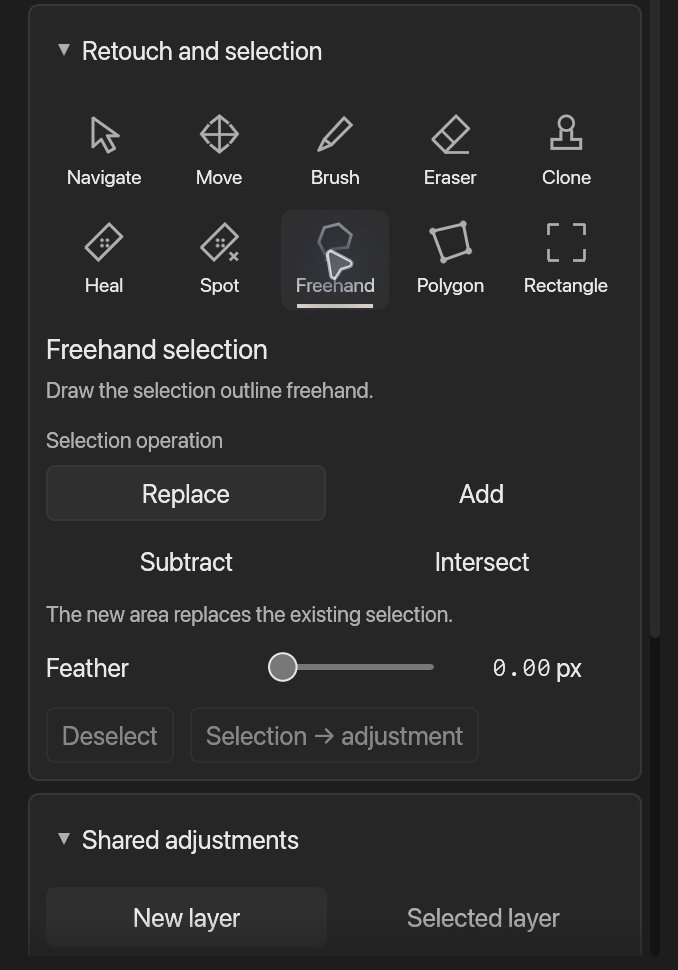 Retouch and selection
Navigate Move Brush Eraser Clone
Heal Spot Freehand Polygon Rectangle
Freehand selection
Draw the selection outline freehand.
Selection operation
Replace Add
Subtract Intersect
The new area replaces the existing selection.
Feather 0.00 px
Deselect Selection → adjustment
Shared adjustments
New layer Selected layer